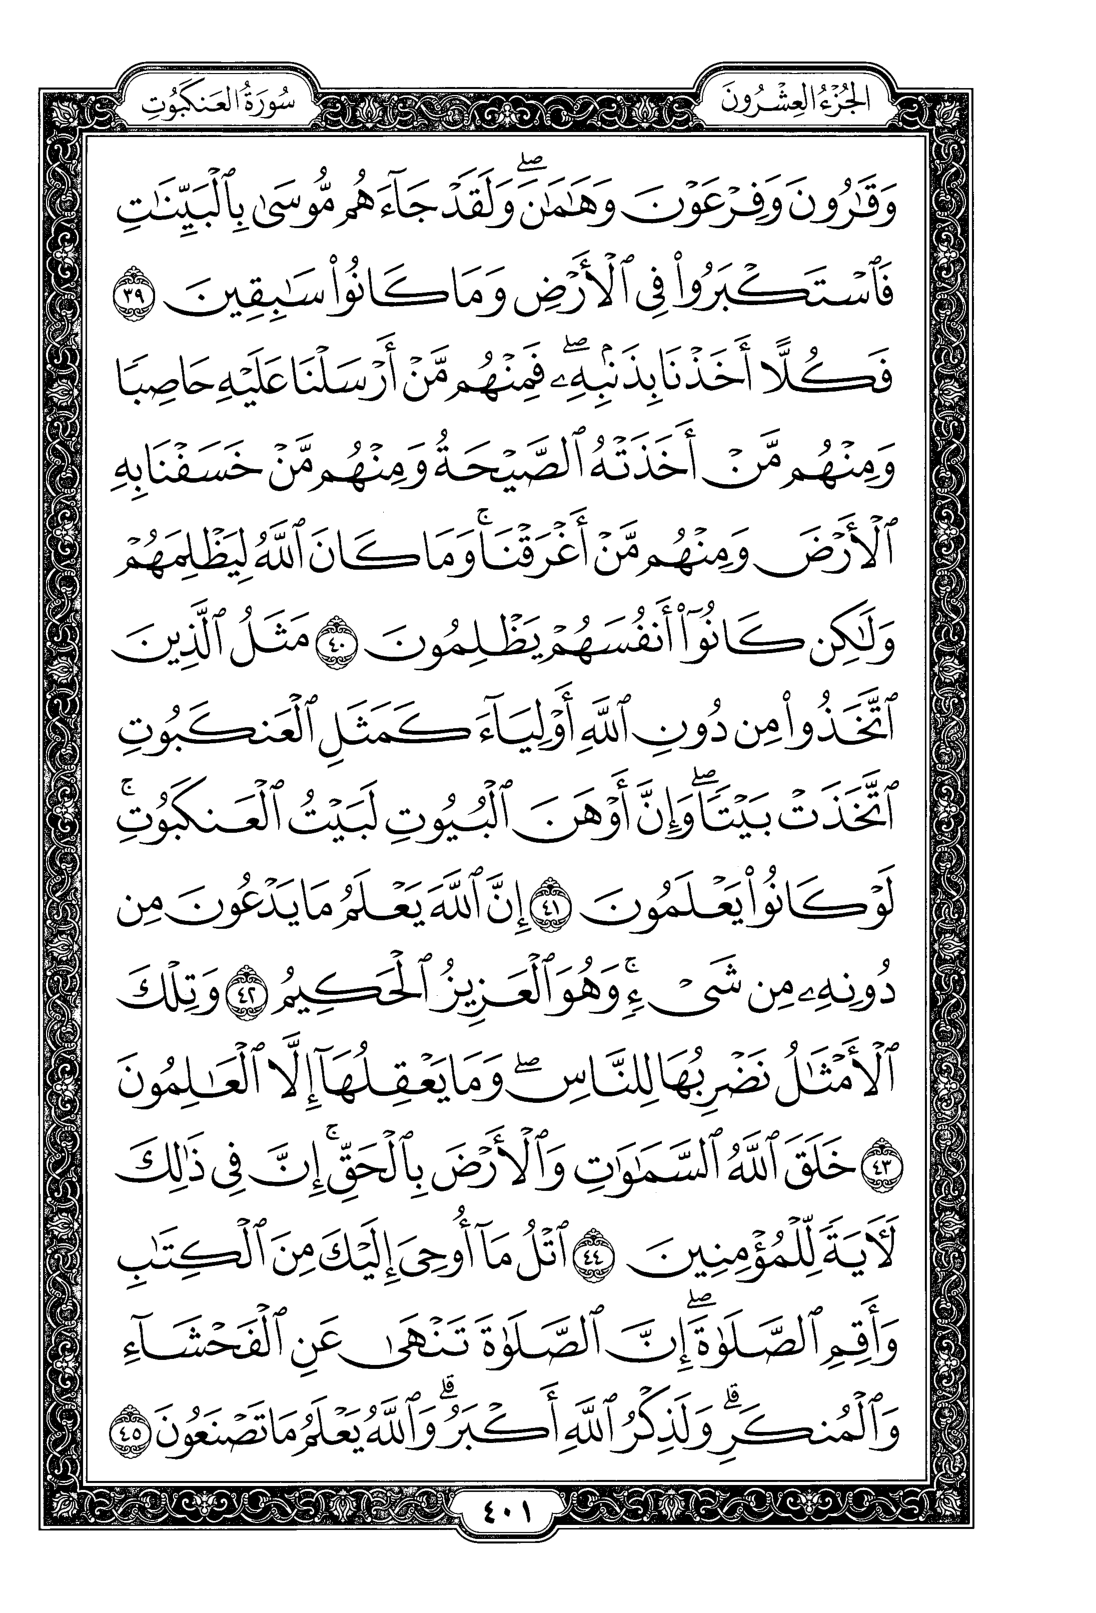 الجُزْءُ العِشْرُونَ
سُورَةُ العَنكَبُوتِ
وَقَٰرُونَ وَفِرْعَوْنَ وَهَٰمَٰنَ ۖ وَلَقَدْ جَآءَهُم مُّوسَىٰ بِٱلْبَيِّنَٰتِ
فَٱسْتَكْبَرُوا۟ فِى ٱلْأَرْضِ وَمَا كَانُوا۟ سَٰبِقِينَ ٣٩
فَكُلًّا أَخَذْنَا بِذَنۢبِهِۦ ۖ فَمِنْهُم مَّنْ أَرْسَلْنَا عَلَيْهِ حَاصِبًا
وَمِنْهُم مَّنْ أَخَذَتْهُ ٱلصَّيْحَةُ وَمِنْهُم مَّنْ خَسَفْنَا بِهِ
ٱلْأَرْضَ وَمِنْهُم مَّنْ أَغْرَقْنَا ۚ وَمَا كَانَ ٱللَّهُ لِيَظْلِمَهُمْ
وَلَٰكِن كَانُوٓا۟ أَنفُسَهُمْ يَظْلِمُونَ ٤٠ مَثَلُ ٱلَّذِينَ
ٱتَّخَذُوا۟ مِن دُونِ ٱللَّهِ أَوْلِيَآءَ كَمَثَلِ ٱلْعَنكَبُوتِ
ٱتَّخَذَتْ بَيْتًا ۖ وَإِنَّ أَوْهَنَ ٱلْبُيُوتِ لَبَيْتُ ٱلْعَنكَبُوتِ ۚ
لَوْ كَانُوا۟ يَعْلَمُونَ ٤١ إِنَّ ٱللَّهَ يَعْلَمُ مَا يَدْعُونَ مِن
دُونِهِۦ مِن شَىْءٍ ۚ وَهُوَ ٱلْعَزِيزُ ٱلْحَكِيمُ ٤٢ وَتِلْكَ
ٱلْأَمْثَٰلُ نَضْرِبُهَا لِلنَّاسِ ۖ وَمَا يَعْقِلُهَآ إِلَّا ٱلْعَٰلِمُونَ
٤٣ خَلَقَ ٱللَّهُ ٱلسَّمَٰوَٰتِ وَٱلْأَرْضَ بِٱلْحَقِّ ۚ إِنَّ فِى ذَٰلِكَ
لَءَايَةً لِّلْمُؤْمِنِينَ ٤٤ ٱتْلُ مَآ أُوحِىَ إِلَيْكَ مِنَ ٱلْكِتَٰبِ
وَأَقِمِ ٱلصَّلَوٰةَ ۖ إِنَّ ٱلصَّلَوٰةَ تَنْهَىٰ عَنِ ٱلْفَحْشَآءِ
وَٱلْمُنكَرِ ۗ وَلَذِكْرُ ٱللَّهِ أَكْبَرُ ۗ وَٱللَّهُ يَعْلَمُ مَا تَصْنَعُونَ ٤٥
٤٠١